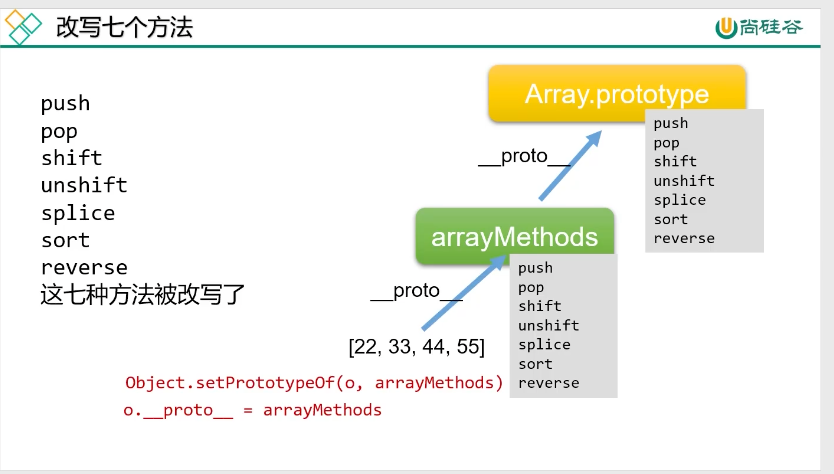 改写七个方法
尚硅谷
push
pop
shift
unshift
splice
sort
reverse
这七种方法被改写了
Array.prototype
push
pop
shift
unshift
splice
sort
reverse
__proto__
arrayMethods
push
pop
shift
unshift
splice
sort
reverse
__proto__
[22, 33, 44, 55]
Object.setPrototypeOf(o, arrayMethods)
o.__proto__ = arrayMethods